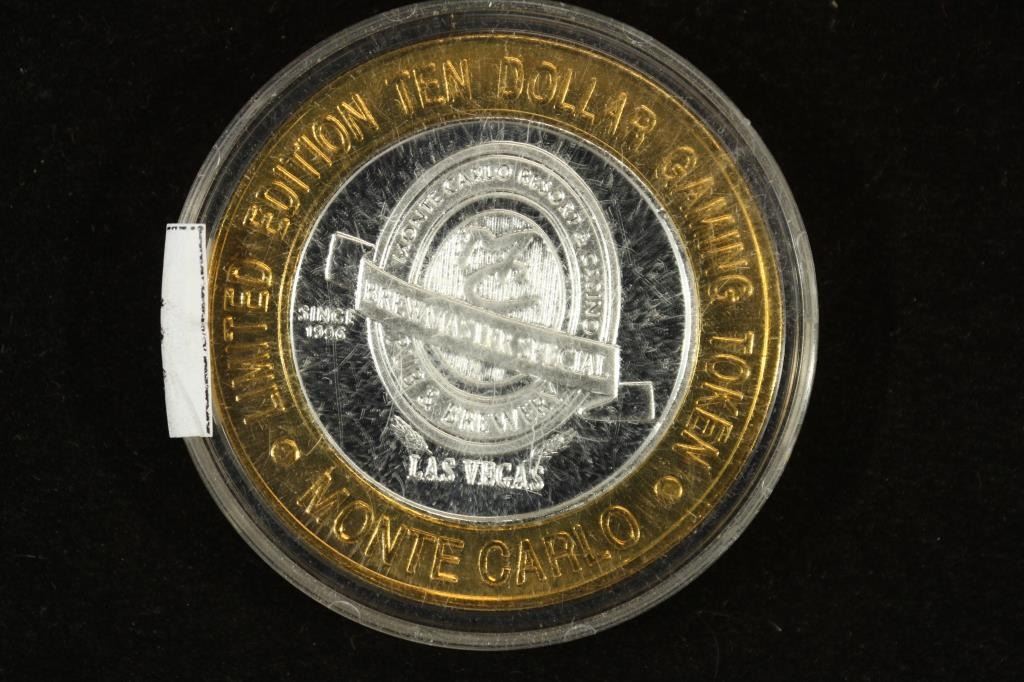 LIMITED EDITION TEN DOLLAR GAMING TOKEN
MONTE CARLO RESORT & CASINO
SINCE
1996
BREWMASTER SPECIAL
PUB & BREWERY
LAS VEGAS
MONTE CARLO